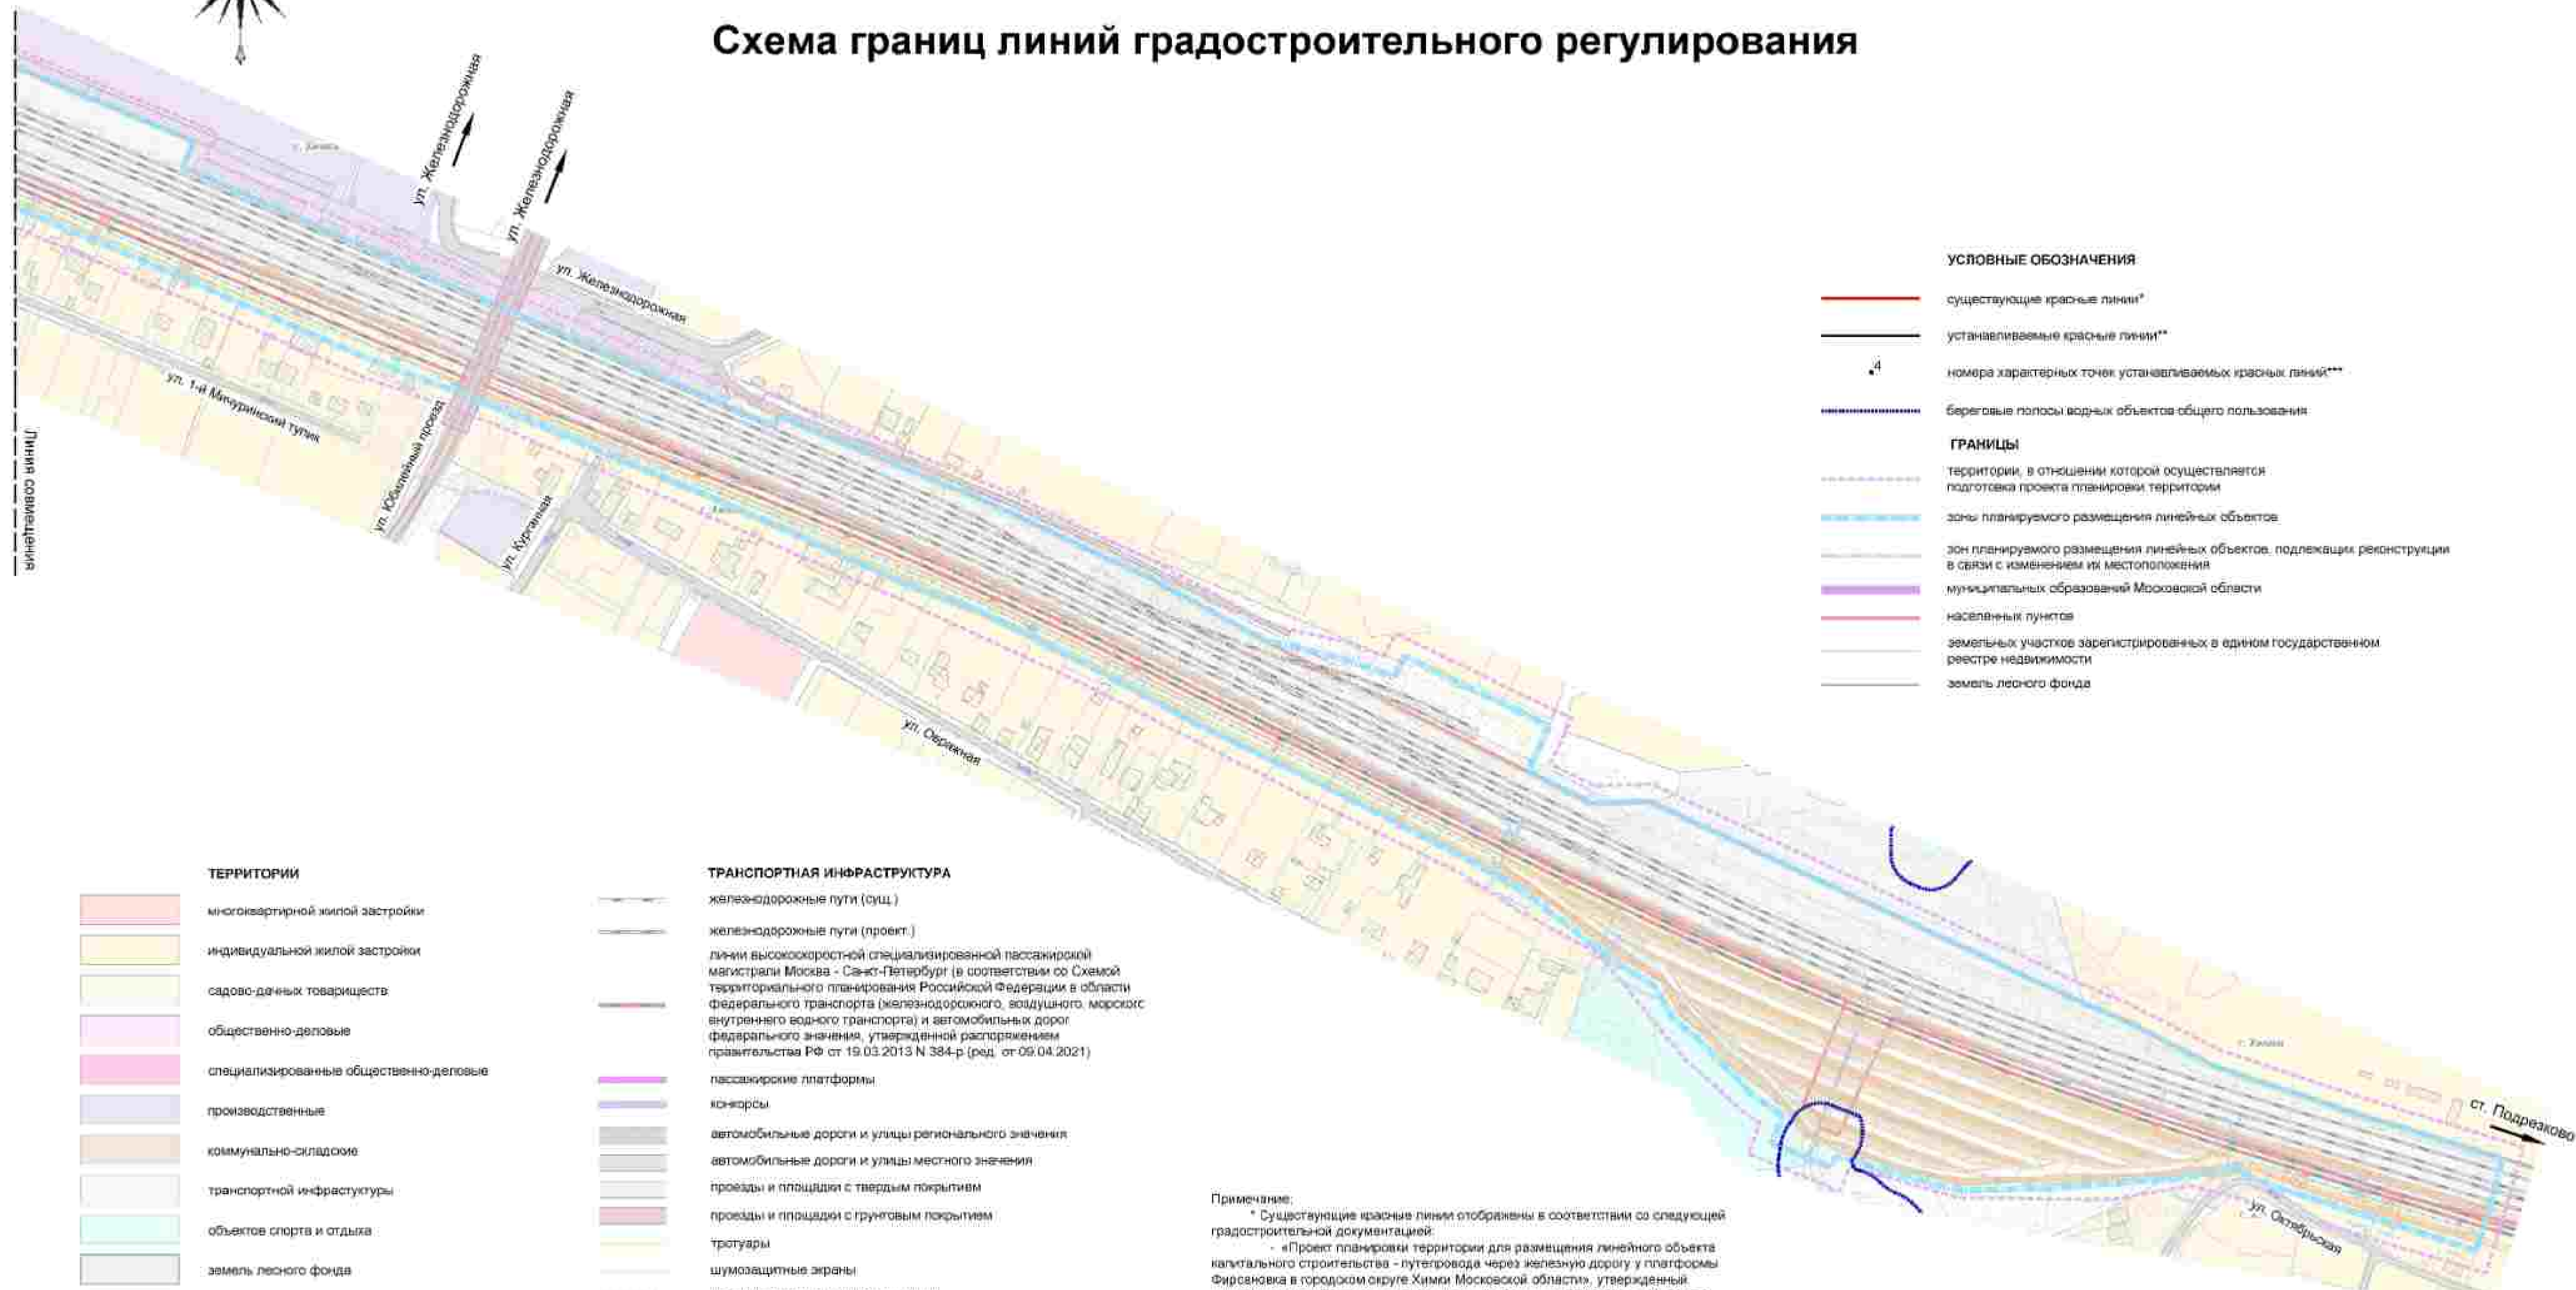 Схема границ линий градостроительного регулирования
ул. Железнодорожная
ул. Железнодорожная
г. Химки
ул. Железнодорожная
ул. 1-й Мичуринский тупик
ул. Юбилейный проезд
ул. Курганная
ул. Овражная
Линия совмещения
г. Химки
ст. Подрезково
ул. Октябрьская
УСЛОВНЫЕ ОБОЗНАЧЕНИЯ
существующие красные линии*
устанавливаемые красные линии**
4
номера характерных точек устанавливаемых красных линий***
береговые полосы водных объектов общего пользования
ГРАНИЦЫ
территории, в отношении которой осуществляется
подготовка проекта планировки территории
зоны планируемого размещения линейных объектов
зон планируемого размещения линейных объектов, подлежащих реконструкции
в связи с изменением их местоположения
муниципальных образований Московской области
населенных пунктов
земельных участков зарегистрированных в едином государственном
реестре недвижимости
земель лесного фонда
ТЕРРИТОРИИ
многоквартирной жилой застройки
индивидуальной жилой застройки
садово-дачных товариществ
общественно-деловые
специализированные общественно-деловые
производственные
коммунально-складские
транспортной инфрастуктуры
объектов спорта и отдыха
земель лесного фонда
ТРАНСПОРТНАЯ ИНФРАСТРУКТУРА
железнодорожные пути (сущ.)
железнодорожные пути (проект.)
линии высокоскоростной специализированной пассажирской
магистрали Москва - Санкт-Петербург (в соответствии со Схемой
территориального планирования Российской Федерации в области
федерального транспорта (железнодорожного, воздушного, морского
внутреннего водного транспорта) и автомобильных дорог
федерального значения, утвержденной распоряжением
правительства РФ от 19.03.2013 N 384-р (ред. от 09.04.2021)
пассажирские платформы
конкорсы
автомобильные дороги и улицы регионального значения
автомобильные дороги и улицы местного значения
проезды и площадки с твердым покрытием
проезды и площадки с грунтовым покрытием
тротуары
шумозащитные экраны
Примечание:
* Существующие красные линии отображены в соответствии со следующей
градостроительной документацией:
- «Проект планировки территории для размещения линейного объекта
капитального строительства - путепровода через железную дорогу у платформы
Фирсановка в городском округе Химки Московской области», утвержденный